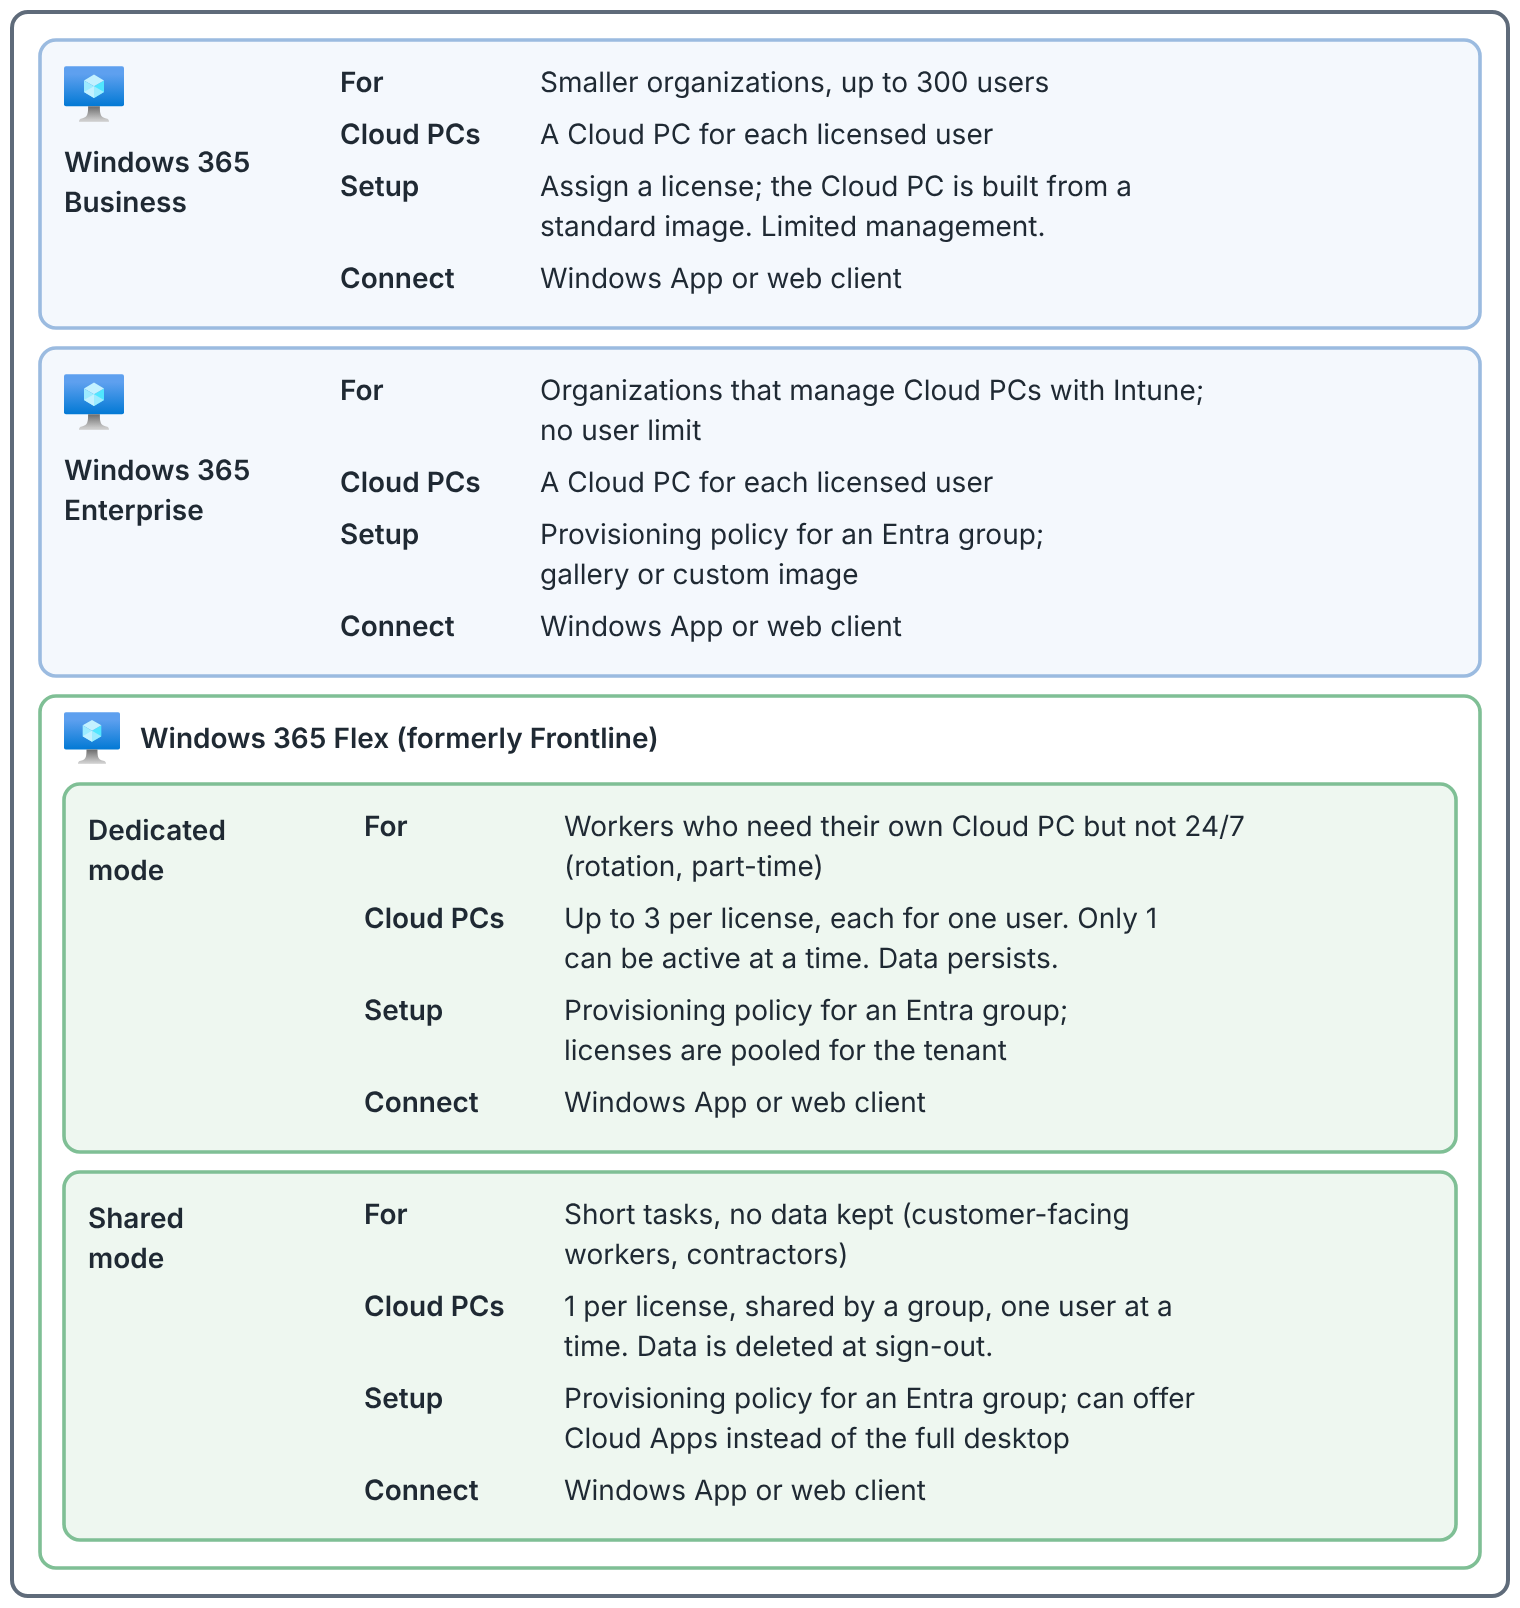 Windows 365
Business
For
Smaller organizations, up to 300 users
Cloud PCs
A Cloud PC for each licensed user
Setup
Assign a license; the Cloud PC is built from a
standard image. Limited management.
Connect
Windows App or web client
Windows 365
Enterprise
For
Organizations that manage Cloud PCs with Intune;
no user limit
Cloud PCs
A Cloud PC for each licensed user
Setup
Provisioning policy for an Entra group;
gallery or custom image
Connect
Windows App or web client
Windows 365 Flex (formerly Frontline)
Dedicated
mode
For
Workers who need their own Cloud PC but not 24/7
(rotation, part-time)
Cloud PCs
Up to 3 per license, each for one user. Only 1
can be active at a time. Data persists.
Setup
Provisioning policy for an Entra group;
licenses are pooled for the tenant
Connect
Windows App or web client
Shared
mode
For
Short tasks, no data kept (customer-facing
workers, contractors)
Cloud PCs
1 per license, shared by a group, one user at a
time. Data is deleted at sign-out.
Setup
Provisioning policy for an Entra group; can offer
Cloud Apps instead of the full desktop
Connect
Windows App or web client